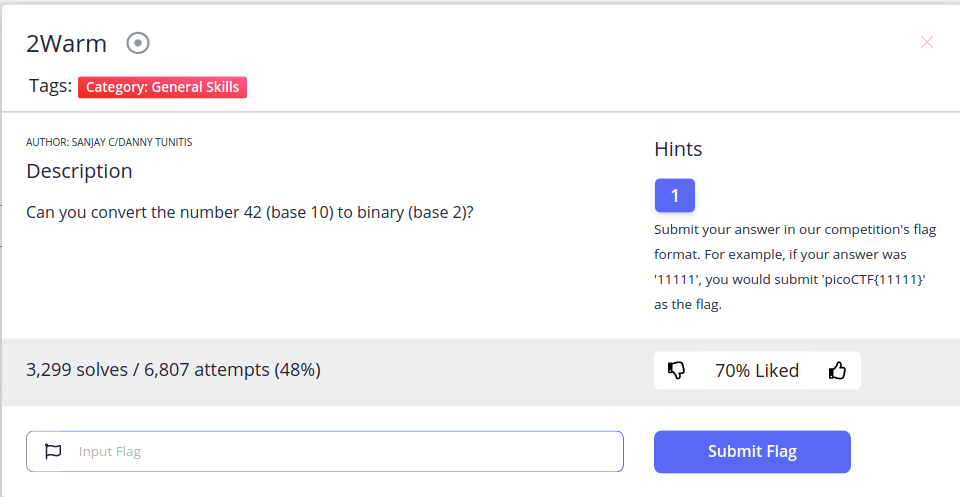 2Warm
Tags: Category: General Skills
AUTHOR: SANJAY C/DANNY TUNITIS
Description
Can you convert the number 42 (base 10) to binary (base 2)?
Hints
1
Submit your answer in our competition's flag
format. For example, if your answer was
'11111', you would submit 'picoCTF{11111}'
as the flag.
3,299 solves / 6,807 attempts (48%)
70% Liked
Input Flag
Submit Flag